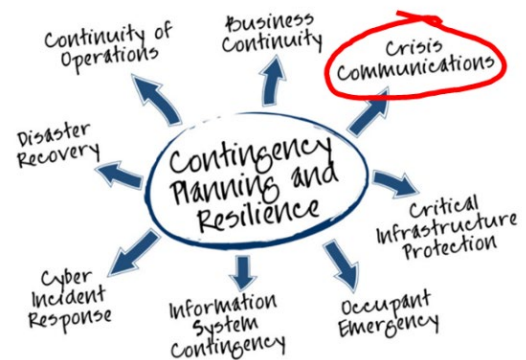 Continuity of
Operations
Business
Continuity
Crisis
Communications
Disaster
Recovery
Contingency
Planning and
Resilience
Critical
Infrastructure
Protection
Cyber
Incident
Response
Information
System
Contingency
Occupant
Emergency